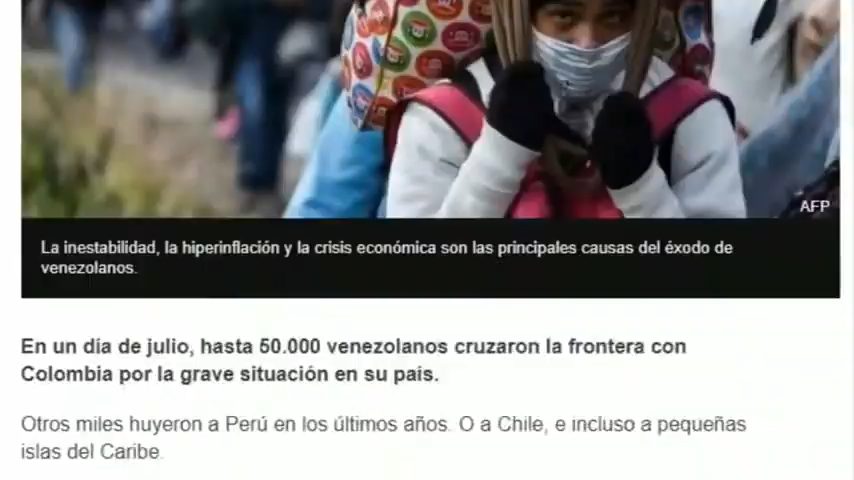 AFP
La inestabilidad, la hiperinflación y la crisis económica son las principales causas del éxodo de
venezolanos.
En un día de julio, hasta 50.000 venezolanos cruzaron la frontera con
Colombia por la grave situación en su país.
Otros miles huyeron a Perú en los últimos años. O a Chile, e incluso a pequeñas
islas del Caribe.